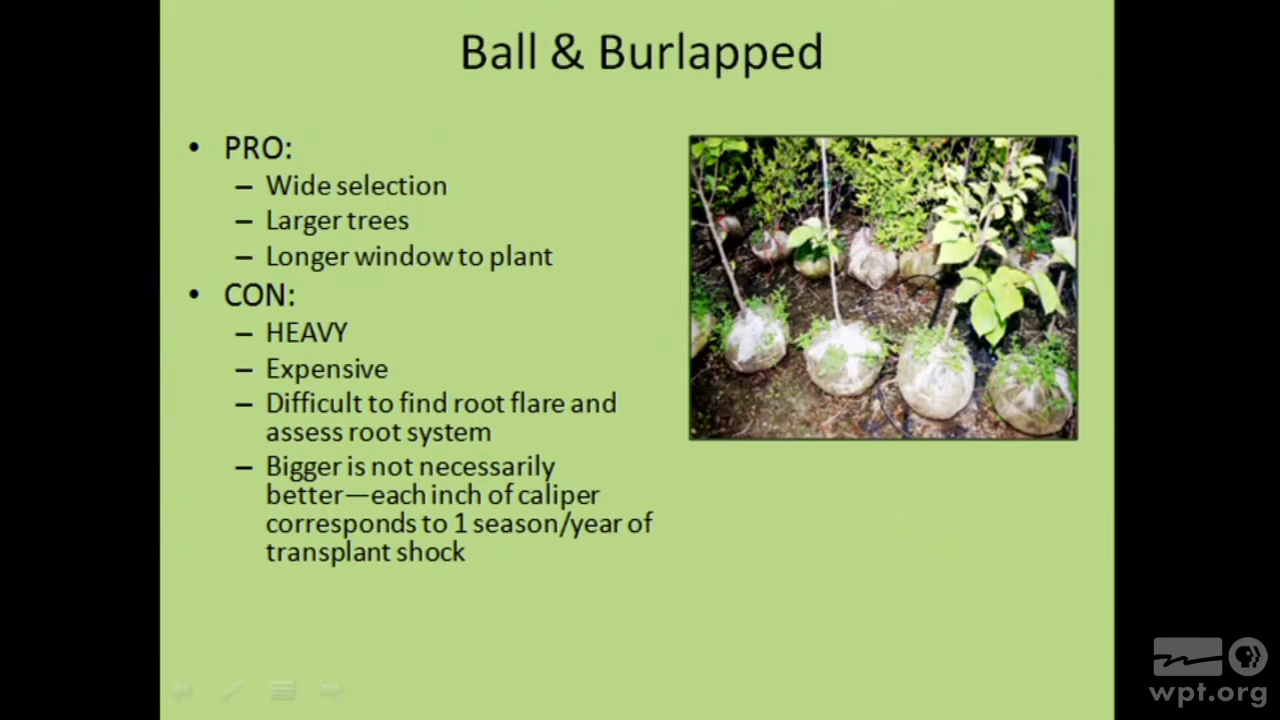 Ball & Burlapped
• PRO:
– Wide selection
– Larger trees
– Longer window to plant
• CON:
– HEAVY
– Expensive
– Difficult to find root flare and
assess root system
– Bigger is not necessarily
better—each inch of caliper
corresponds to 1 season/year of
transplant shock
wpt.org